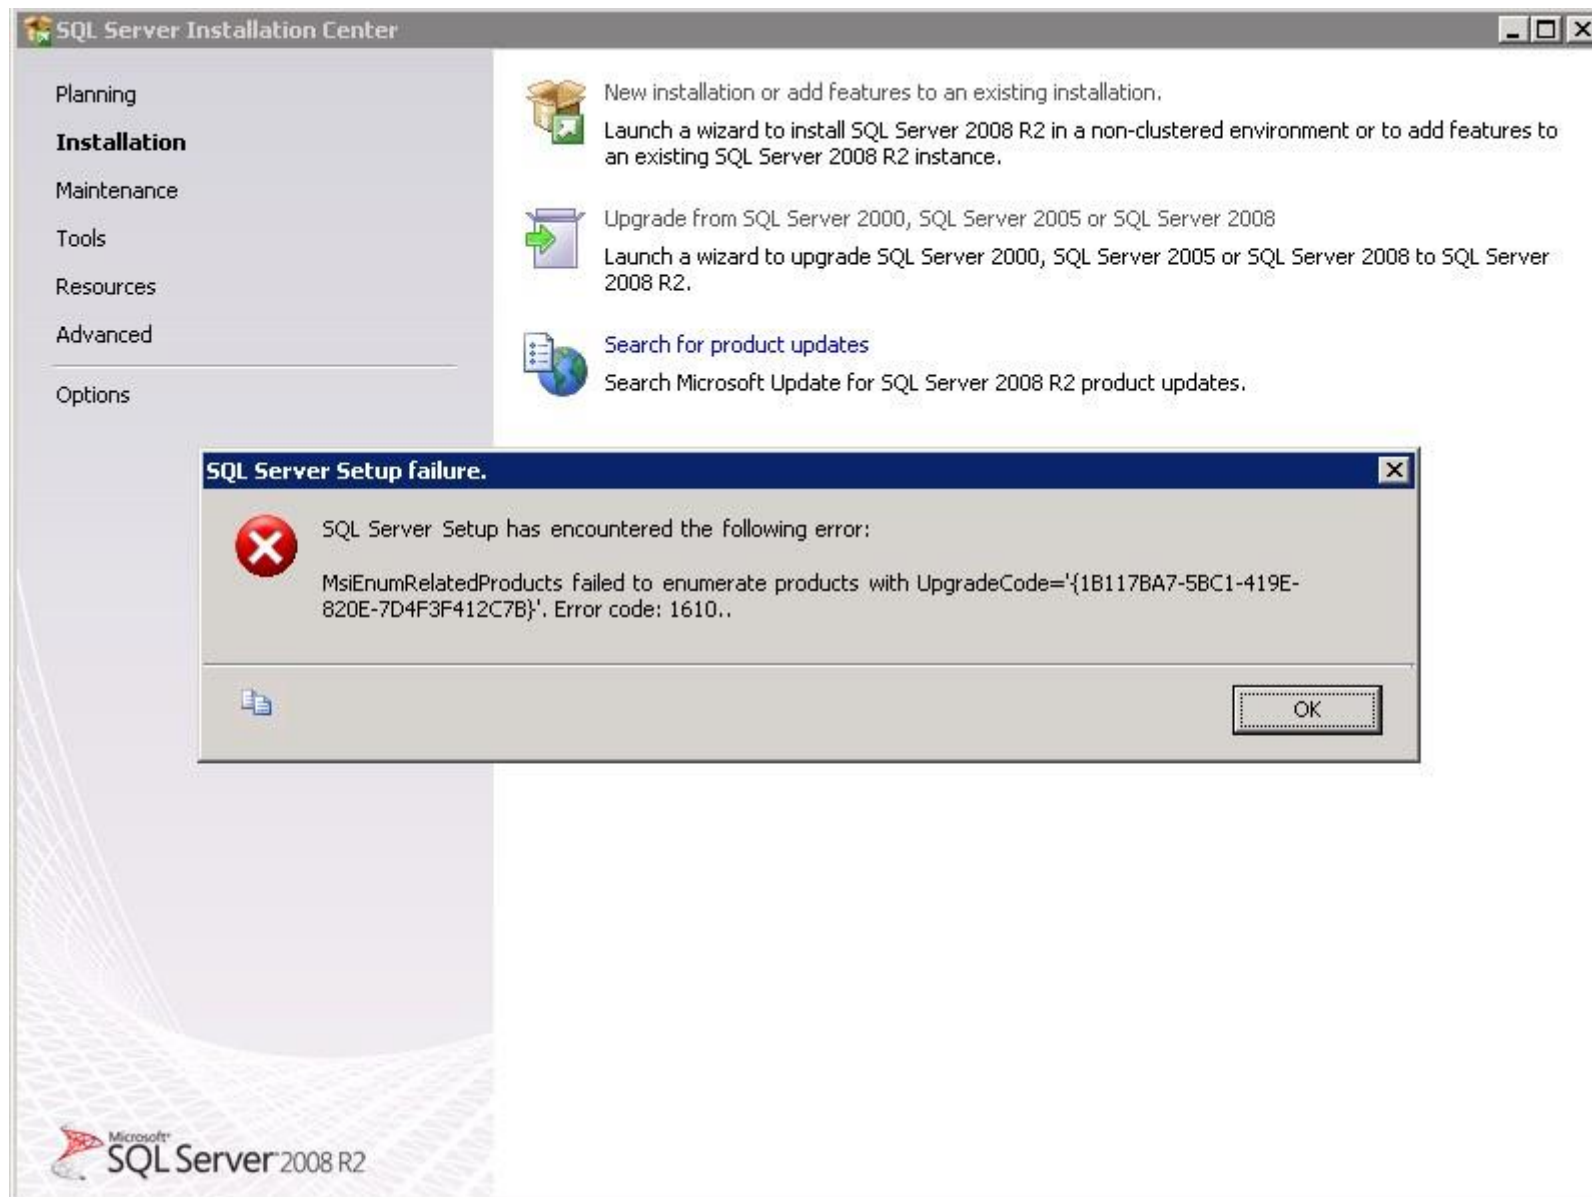 SQL Server Installation Center
Planning
Installation
Maintenance
Tools
Resources
Advanced
Options
New installation or add features to an existing installation.
Launch a wizard to install SQL Server 2008 R2 in a non-clustered environment or to add features to
an existing SQL Server 2008 R2 instance.
Upgrade from SQL Server 2000, SQL Server 2005 or SQL Server 2008
Launch a wizard to upgrade SQL Server 2000, SQL Server 2005 or SQL Server 2008 to SQL Server
2008 R2.
Search for product updates
Search Microsoft Update for SQL Server 2008 R2 product updates.
SQL Server Setup failure.
SQL Server Setup has encountered the following error:
MsiEnumRelatedProducts failed to enumerate products with UpgradeCode='{1B117BA7-5BC1-419E-
820E-7D4F3F412C7B}'. Error code: 1610..
OK
Microsoft
SQL Server 2008 R2